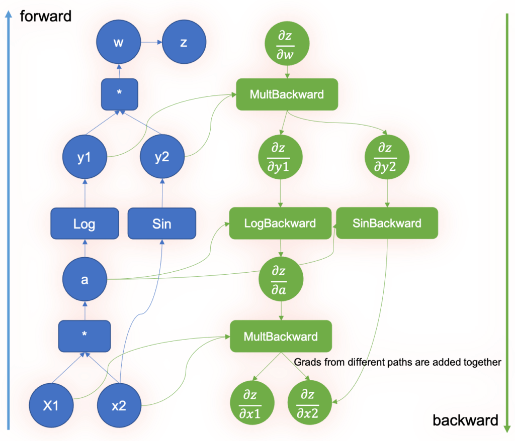 forward
w
z
∂z
∂w
*
MultBackward
y1
y2
∂z
∂y1
∂z
∂y2
Log
Sin
LogBackward
SinBackward
a
∂z
∂a
*
MultBackward
Grads from different paths are added together
X1
x2
∂z
∂x1
∂z
∂x2
backward